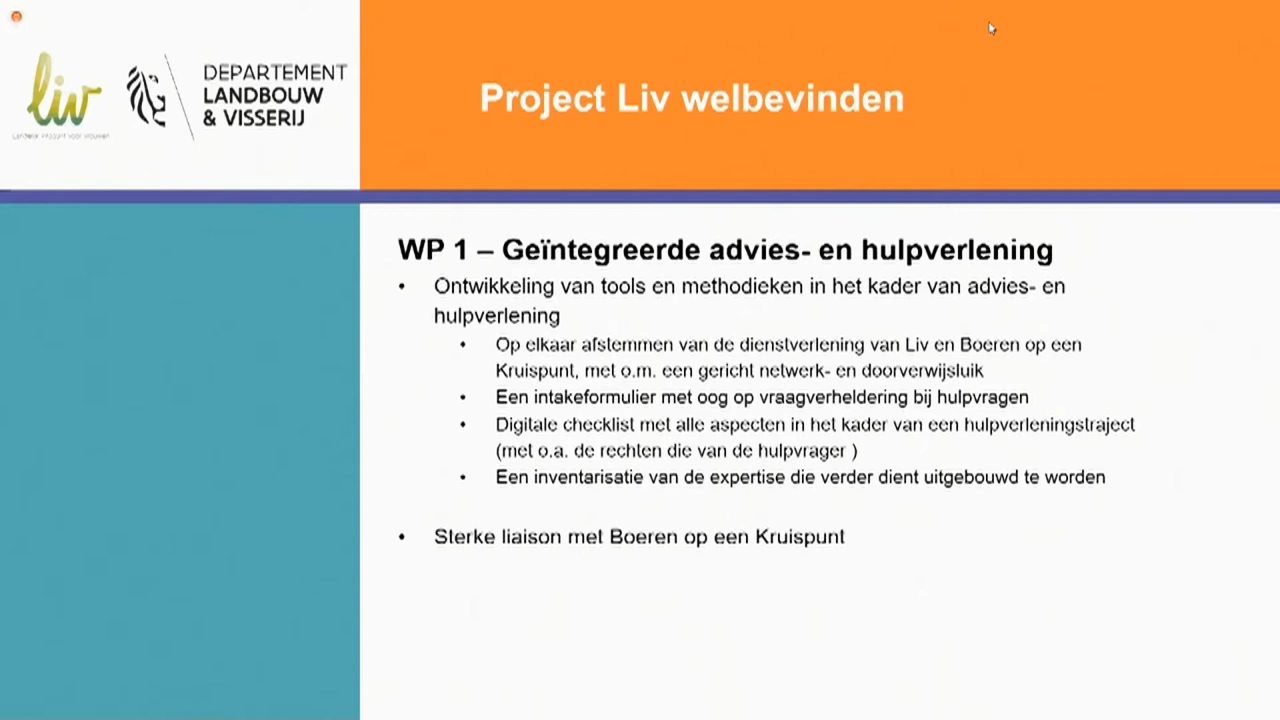 liv
Landelijk Infopunt voor Vrouwen
DEPARTEMENT
LANDBOUW
& VISSERIJ
Project Liv welbevinden
WP 1 – Geïntegreerde advies- en hulpverlening
• Ontwikkeling van tools en methodieken in het kader van advies- en
hulpverlening
• Op elkaar afstemmen van de dienstverlening van Liv en Boeren op een
Kruispunt, met o.m. een gericht netwerk- en doorverwijsluik
• Een intakeformulier met oog op vraagverheldering bij hulpvragen
• Digitale checklist met alle aspecten in het kader van een hulpverleningstraject
(met o.a. de rechten die van de hulpvrager )
• Een inventarisatie van de expertise die verder dient uitgebouwd te worden
• Sterke liaison met Boeren op een Kruispunt